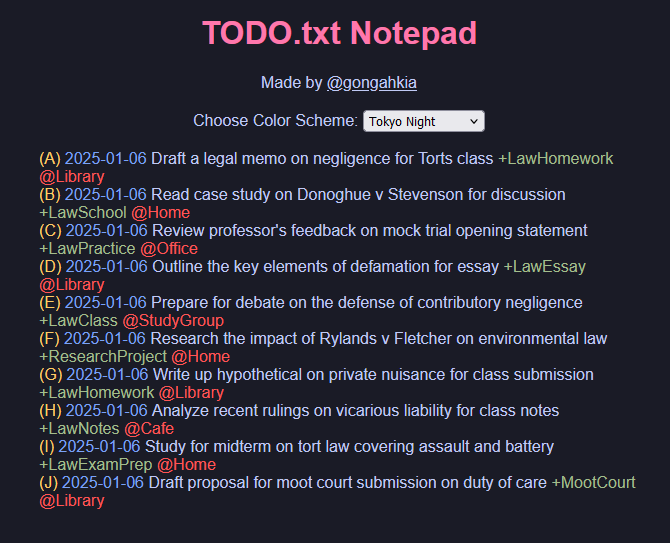 TODO.txt Notepad
Made by @gongahkia
Choose Color Scheme: Tokyo Night
(A) 2025-01-06 Draft a legal memo on negligence for Torts class +LawHomework
@Library
(B) 2025-01-06 Read case study on Donoghue v Stevenson for discussion
+LawSchool @Home
(C) 2025-01-06 Review professor's feedback on mock trial opening statement
+LawPractice @Office
(D) 2025-01-06 Outline the key elements of defamation for essay +LawEssay
@Library
(E) 2025-01-06 Prepare for debate on the defense of contributory negligence
+LawClass @StudyGroup
(F) 2025-01-06 Research the impact of Rylands v Fletcher on environmental law
+ResearchProject @Home
(G) 2025-01-06 Write up hypothetical on private nuisance for class submission
+LawHomework @Library
(H) 2025-01-06 Analyze recent rulings on vicarious liability for class notes
+LawNotes @Cafe
(I) 2025-01-06 Study for midterm on tort law covering assault and battery
+LawExamPrep @Home
(J) 2025-01-06 Draft proposal for moot court submission on duty of care +MootCourt
@Library